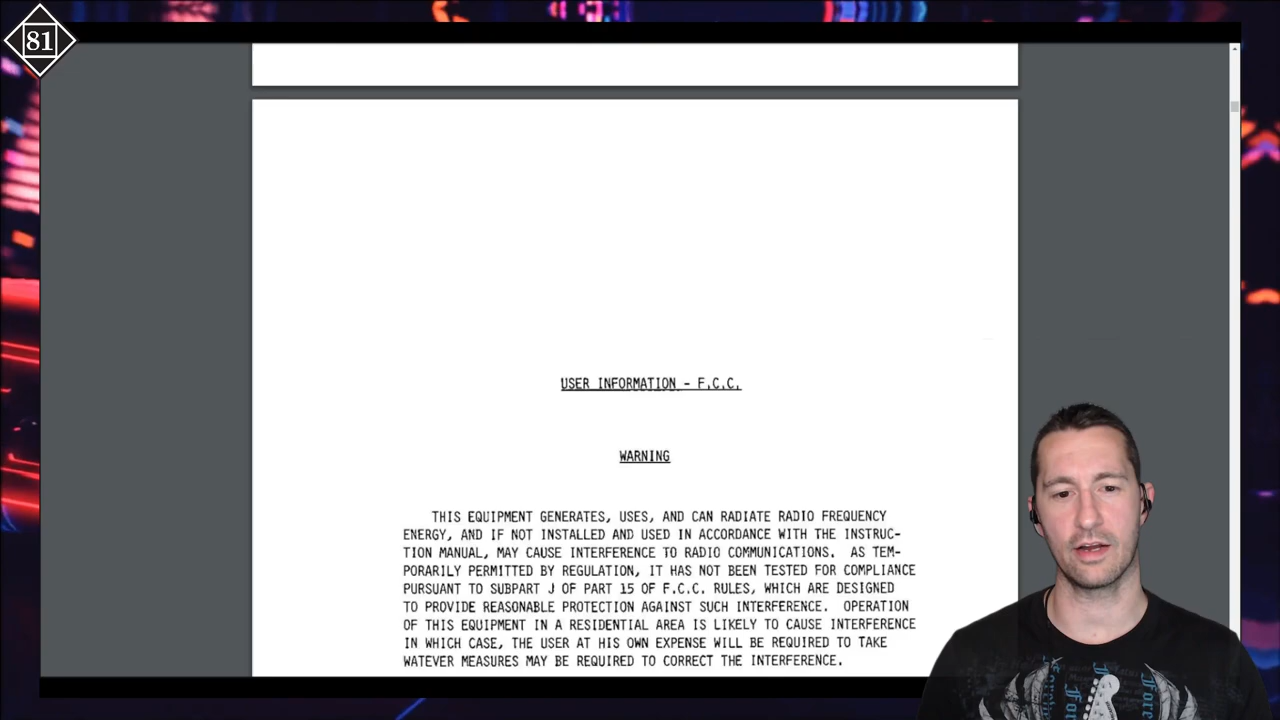 81
USER INFORMATION - F.C.C.
WARNING
THIS EQUIPMENT GENERATES, USES, AND CAN RADIATE RADIO FREQUENCY
ENERGY, AND IF NOT INSTALLED AND USED IN ACCORDANCE WITH THE INSTRUC-
TION MANUAL, MAY CAUSE INTERFERENCE TO RADIO COMMUNICATIONS. AS TEM-
PORARILY PERMITTED BY REGULATION, IT HAS NOT BEEN TESTED FOR COMPLIANCE
PURSUANT TO SUBPART J OF PART 15 OF F.C.C. RULES, WHICH ARE DESIGNED
TO PROVIDE REASONABLE PROTECTION AGAINST SUCH INTERFERENCE. OPERATION
OF THIS EQUIPMENT IN A RESIDENTIAL AREA IS LIKELY TO CAUSE INTERFERENCE
IN WHICH CASE, THE USER AT HIS OWN EXPENSE WILL BE REQUIRED TO TAKE
WATEVER MEASURES MAY BE REQUIRED TO CORRECT THE INTERFERENCE.